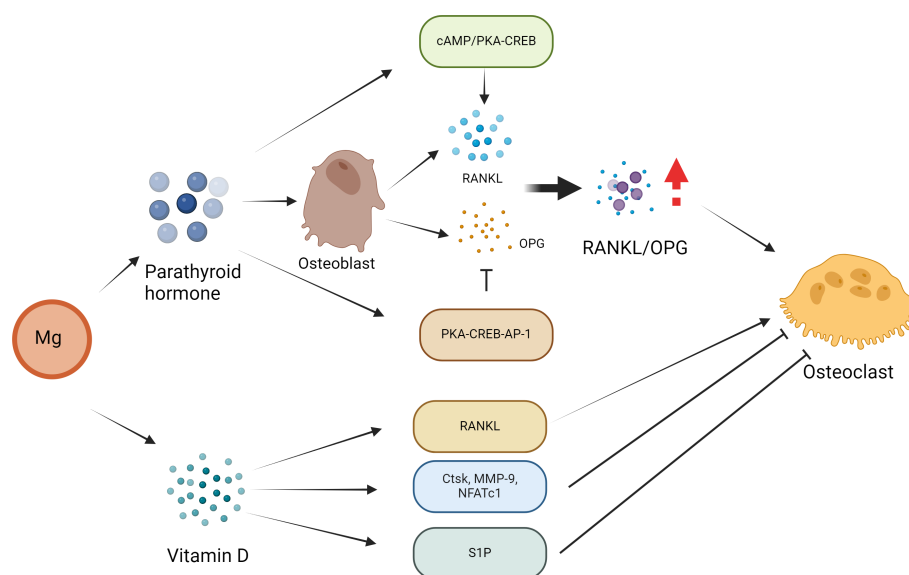 cAMP/PKA-CREB
RANKL
OPG
RANKL/OPG
Osteoblast
Parathyroid
hormone
Mg
PKA-CREB-AP-1
Osteoclast
RANKL
Ctsk, MMP-9,
NFATc1
S1P
Vitamin D